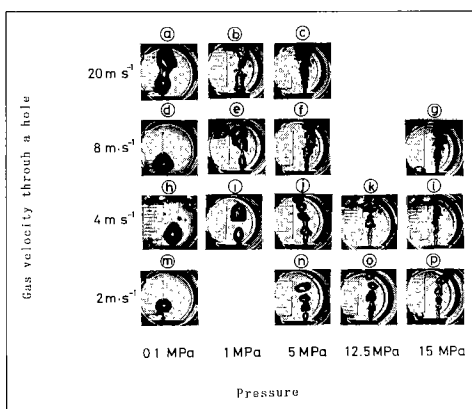 ⓐ ⓑ ⓒ
20 m s⁻¹
ⓓ ⓔ ⓕ ⓖ
8 m·s⁻¹
ⓗ ⓘ ⓙ ⓚ ⓛ
4 m s⁻¹
ⓜ ⓝ ⓞ ⓟ
2 m·s⁻¹
Gas velocity throuh a hole
0 1 MPa 1 MPa 5 MPa 12.5 MPa 15 MPa
Pressure